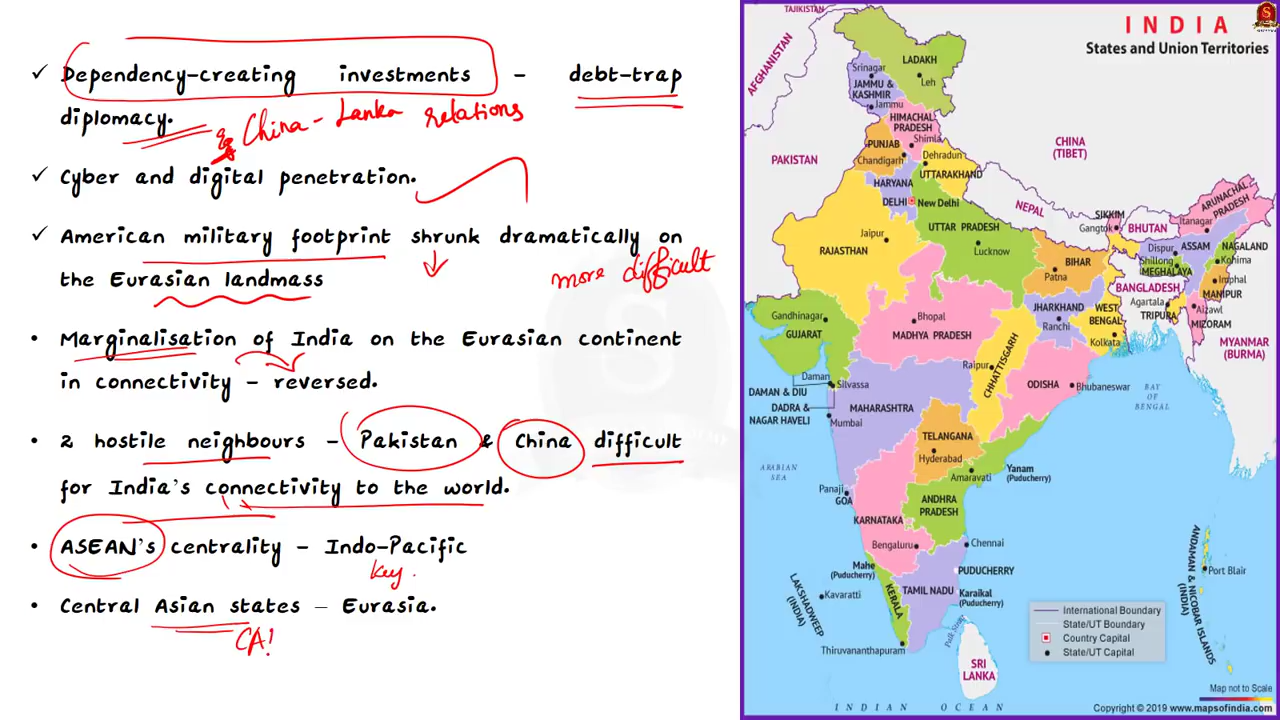 ✓ Dependency-creating investments – debt-trap
diplomacy.
China - Lanka relations
✓ Cyber and digital penetration.
✓ American military footprint shrunk dramatically on
the Eurasian landmass
more difficult
• Marginalisation of India on the Eurasian continent
in connectivity – reversed.
• 2 hostile neighbours – Pakistan & China difficult
for India's connectivity to the world.
• ASEAN's centrality – Indo-Pacific
key.
• Central Asian states – Eurasia.
CA!
INDIA
States and Union Territories
TAJIKISTAN
AFGHANISTAN
LADAKH
Srinagar
Leh
JAMMU &
KASHMIR
Jammu
HIMACHAL
PRADESH
Shimla
PUNJAB
Chandigarh
Dehradun
UTTARAKHAND
PAKISTAN
CHINA
(TIBET)
HARYANA
DELHI
New Delhi
NEPAL
ARUNACHAL
PRADESH
SIKKIM
Gangtok
BHUTAN
Itanagar
UTTAR PRADESH
Jaipur
RAJASTHAN
Lucknow
Dispur
ASSAM
NAGALAND
Kohima
BIHAR
Patna
Shillong
MEGHALAYA
Imphal
MANIPUR
BANGLADESH
Agartala
TRIPURA
Aizawl
MIZORAM
Gandhinagar
GUJARAT
Bhopal
MADHYA PRADESH
JHARKHAND
Ranchi
WEST
BENGAL
Kolkata
MYANMAR
(BURMA)
Raipur
CHHATTISGARH
Daman
Silvassa
DAMAN & DIU
DADRA &
NAGAR HAVELI
ODISHA
Bhubaneswar
BAY
OF
BENGAL
MAHARASHTRA
Mumbai
TELANGANA
Hyderabad
ARABIAN
SEA
Amaravati
Yanam
(Puducherry)
Panaji
GOA
ANDHRA
PRADESH
KARNATAKA
Bengaluru
Chennai
ANDAMAN & NICOBAR ISLANDS
(INDIA)
Port Blair
Mahe
(Puducherry)
PUDUCHERRY
LAKSHADWEEP
(INDIA)
Kavaratti
KERALA
TAMIL NADU
Karaikal
(Puducherry)
Palk Strait
Thiruvananthapuram
SRI
LANKA
International Boundary
State/UT Boundary
Country Capital
State/UT Capital
Map not to Scale
INDIAN OCEAN
Copyright © 2019 www.mapsofindia.com